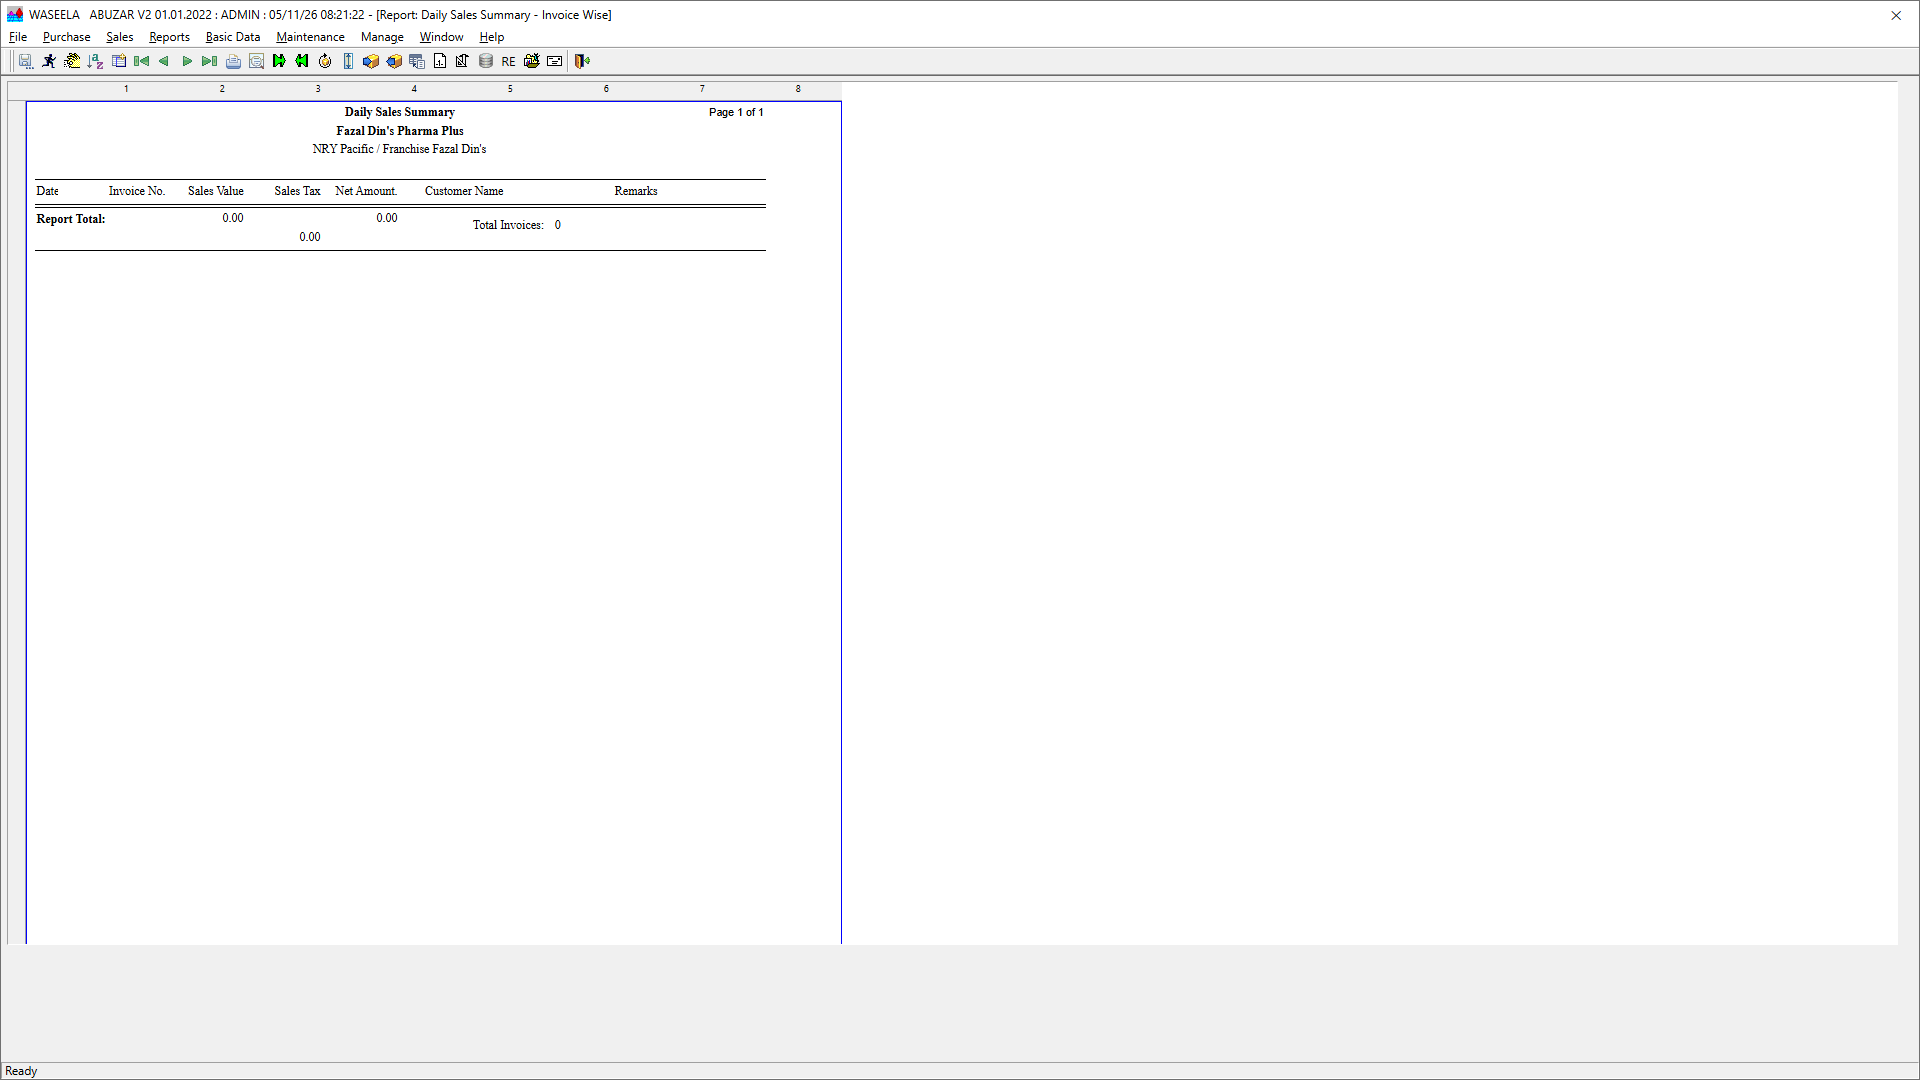 WASEELA ABUZAR V2 01.01.2022 : ADMIN : 05/11/26 08:21:22 - [Report: Daily Sales Summary - Invoice Wise]
File Purchase Sales Reports Basic Data Maintenance Manage Window Help
RE
1 2 3 4 5 6 7 8
Daily Sales Summary Page 1 of 1
Fazal Din's Pharma Plus
NRY Pacific / Franchise Fazal Din's
Date Invoice No. Sales Value Sales Tax Net Amount. Customer Name Remarks
Report Total: 0.00 0.00
Total Invoices: 0
0.00
Ready